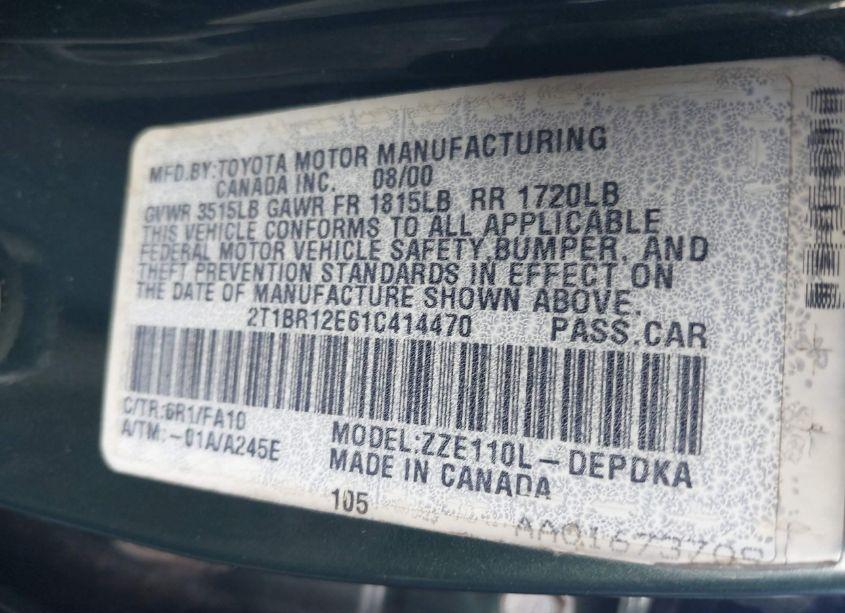 MFD.BY:TOYOTA MOTOR MANUFACTURING
CANADA INC. 08/00
GVWR 3515LB GAWR FR 1815LB RR 1720LB
THIS VEHICLE CONFORMS TO ALL APPLICABLE
FEDERAL MOTOR VEHICLE SAFETY,BUMPER, AND
THEFT PREVENTION STANDARDS IN EFFECT ON
THE DATE OF MANUFACTURE SHOWN ABOVE.
2T1BR12E61C414470 PASS.CAR
C/TR:6R1/FA10
A/TM:-01A/A245E
MODEL:ZZE110L-DEPDKA
MADE IN CANADA
105